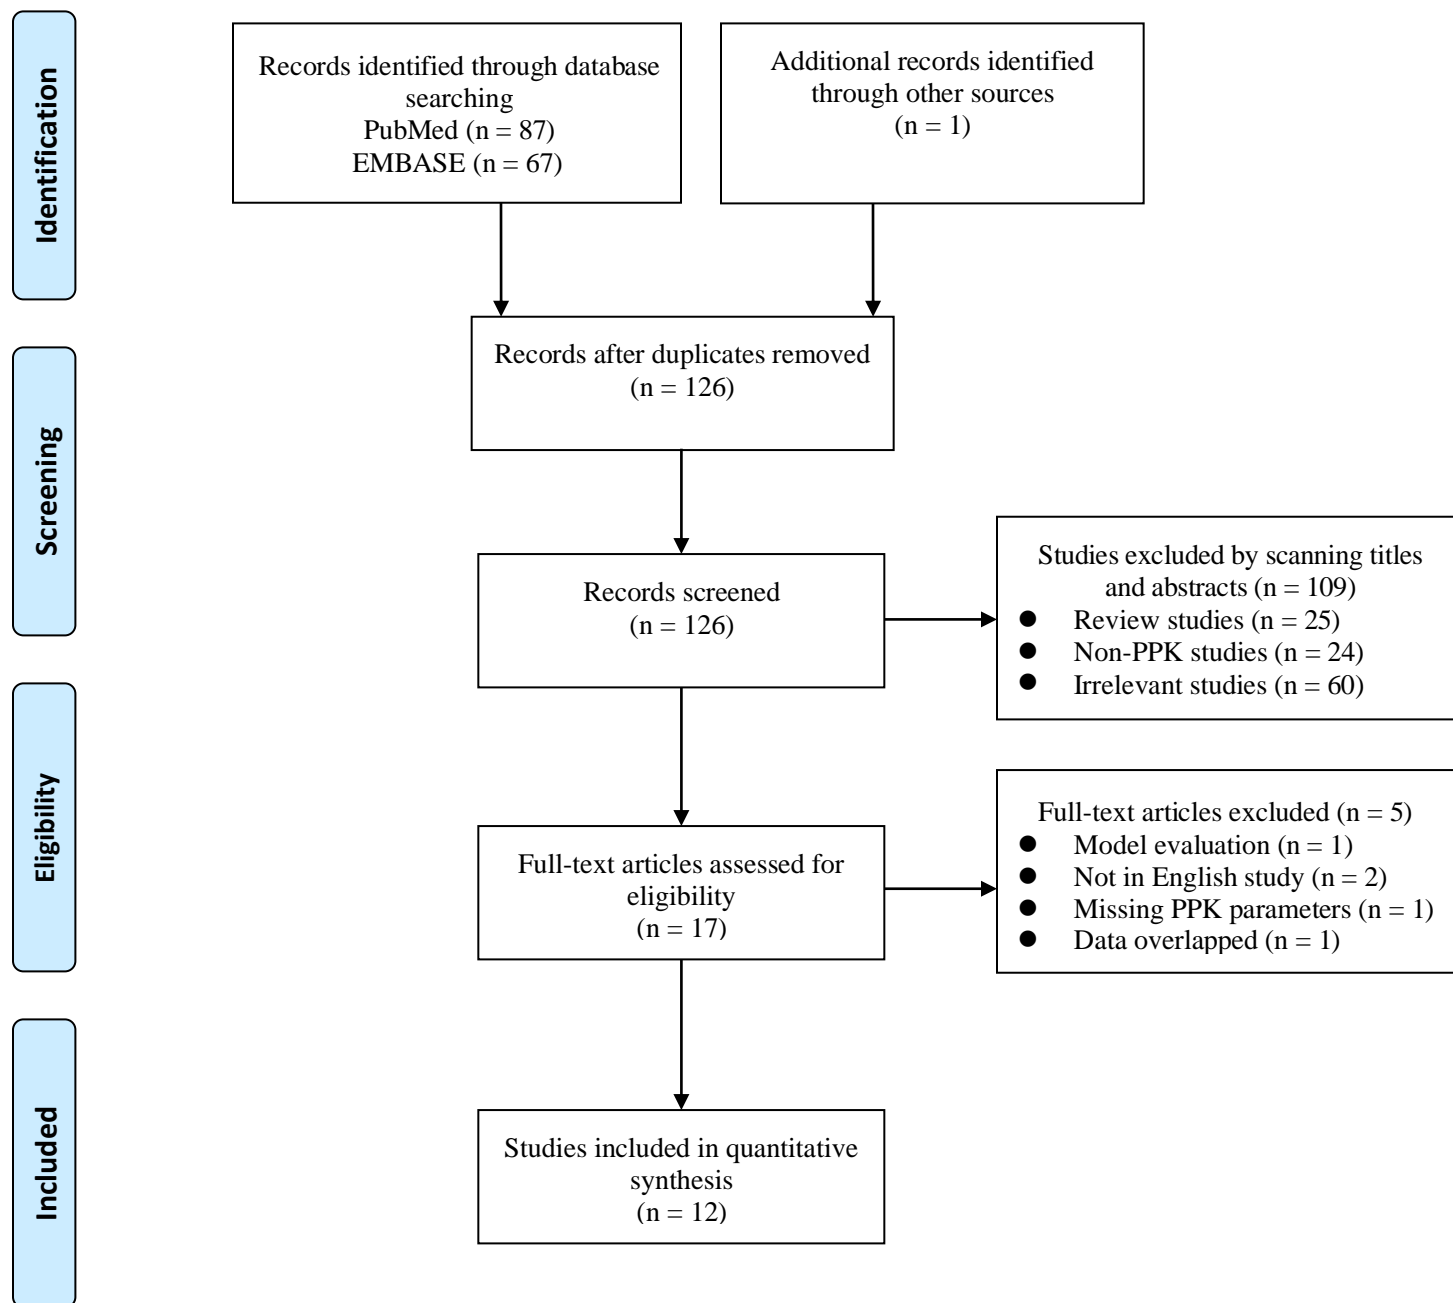 Identification
Records identified through database
searching
PubMed (n = 87)
EMBASE (n = 67)
Additional records identified
through other sources
(n = 1)
Records after duplicates removed
(n = 126)
Screening
Records screened
(n = 126)
Studies excluded by scanning titles
and abstracts (n = 109)
● Review studies (n = 25)
● Non-PPK studies (n = 24)
● Irrelevant studies (n = 60)
Eligibility
Full-text articles assessed for
eligibility
(n = 17)
Full-text articles excluded (n = 5)
● Model evaluation (n = 1)
● Not in English study (n = 2)
● Missing PPK parameters (n = 1)
● Data overlapped (n = 1)
Included
Studies included in quantitative
synthesis
(n = 12)